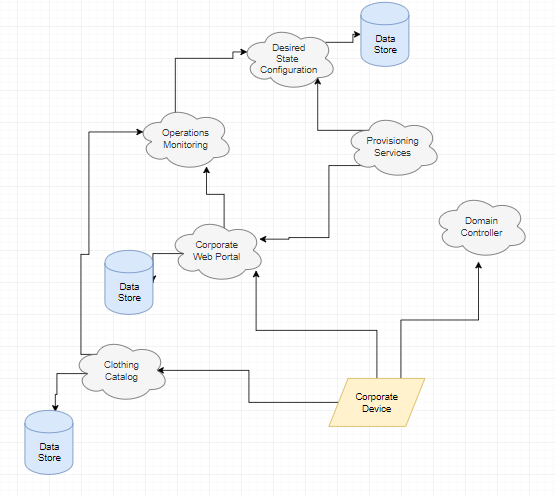 Desired
State
Configuration
Data
Store
Operations
Monitoring
Provisioning
Services
Domain
Controller
Corporate
Web Portal
Data
Store
Clothing
Catalog
Corporate
Device
Data
Store